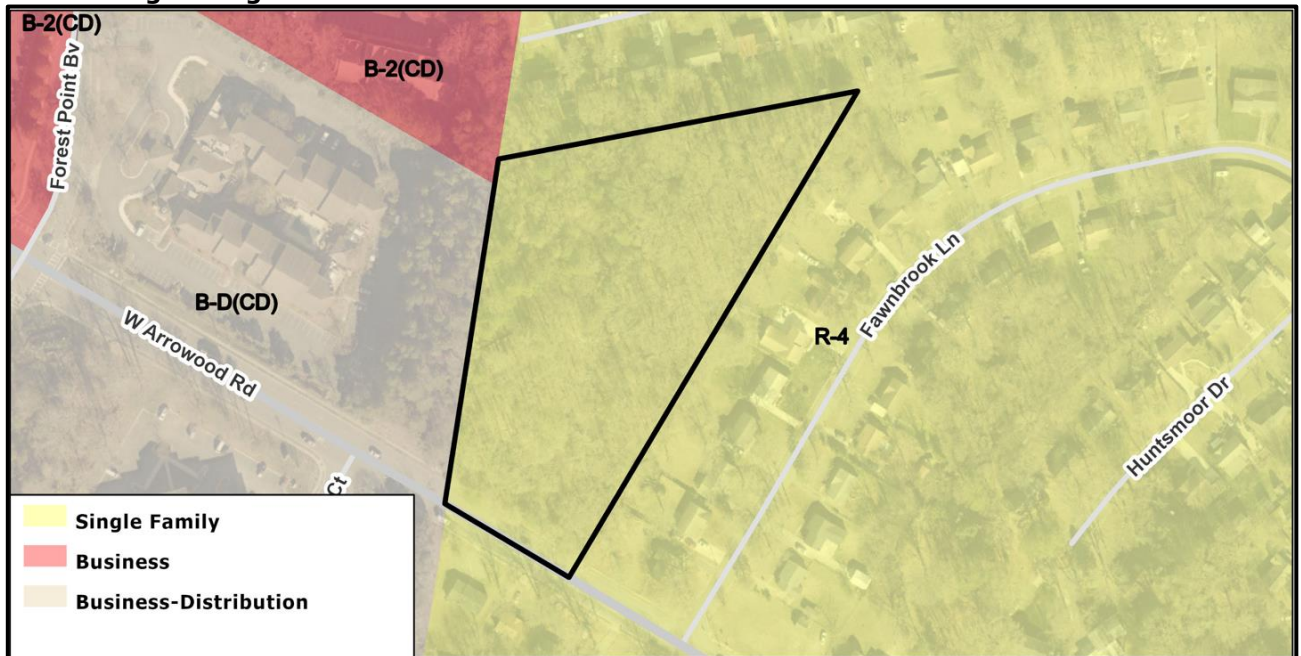 B-2(CD)
B-2(CD)
Forest Point Bv
B-D(CD)
W Arrowood Rd
R-4
Fawnbrook Ln
Huntsmoor Dr
Ct
Single Family
Business
Business-Distribution